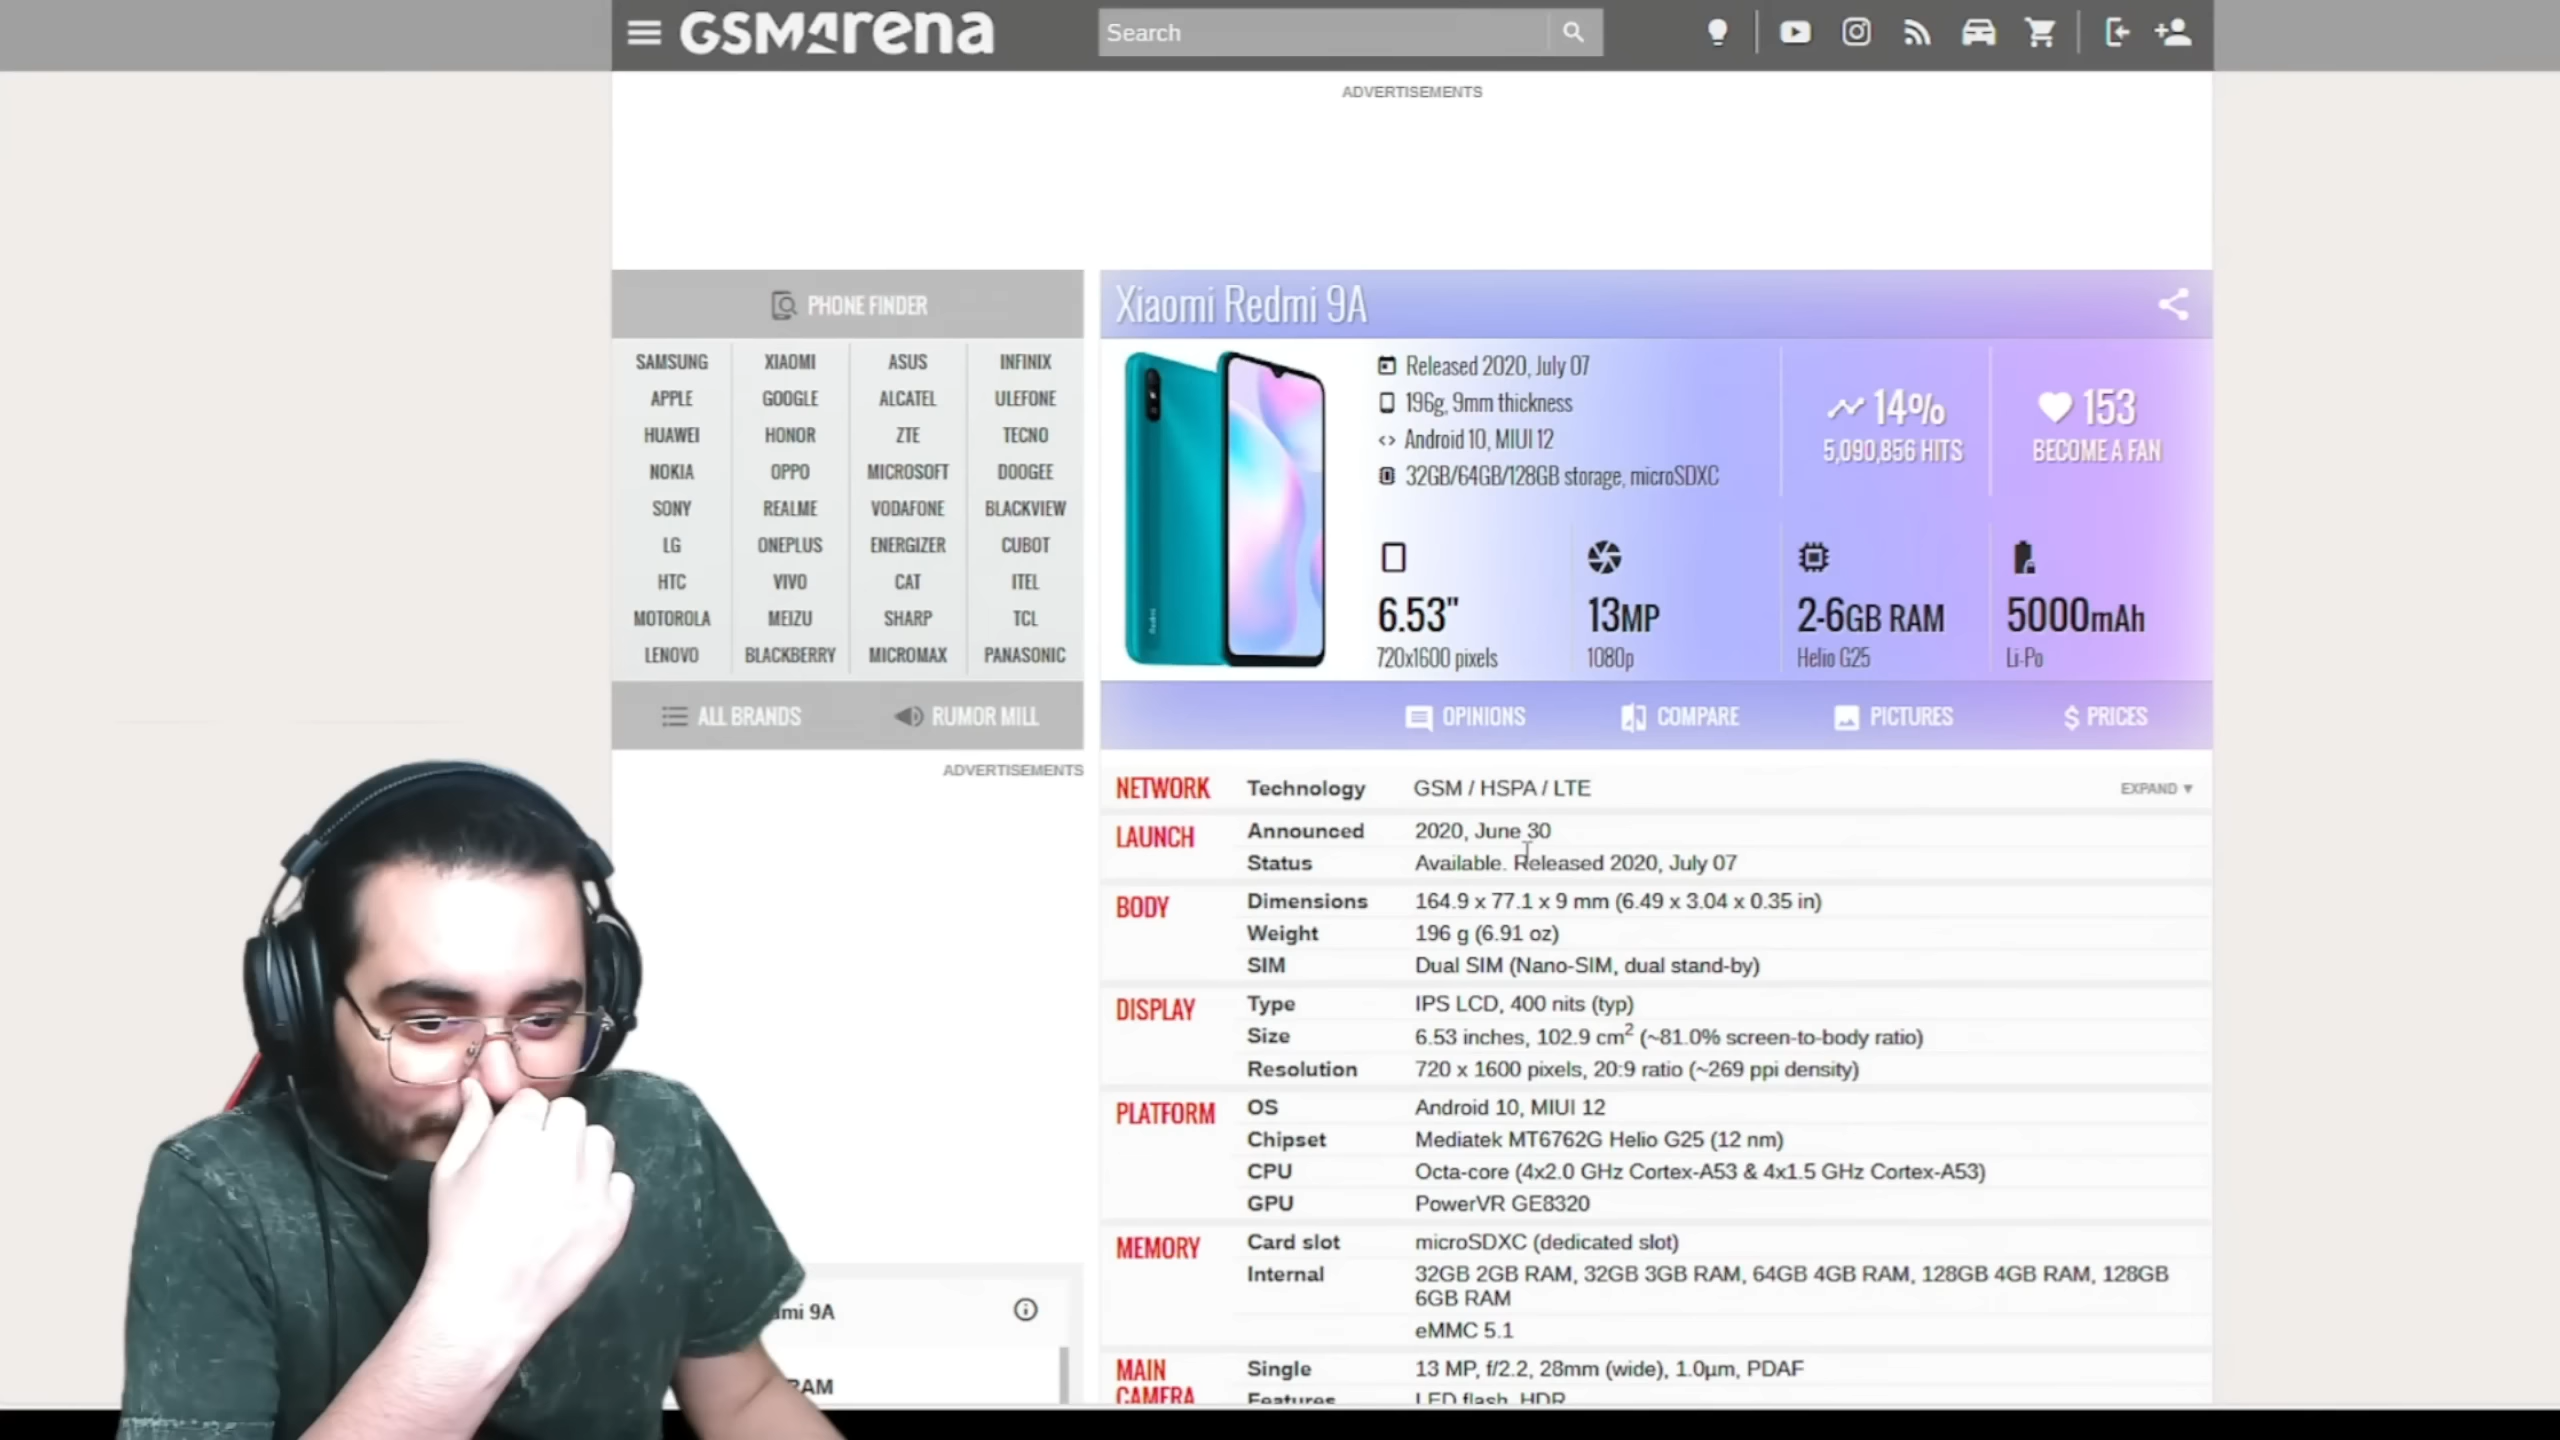 GSMArena
Search
ADVERTISEMENTS
PHONE FINDER
SAMSUNG XIAOMI ASUS INFINIX
APPLE GOOGLE ALCATEL ULEFONE
HUAWEI HONOR ZTE TECNO
NOKIA OPPO MICROSOFT DOOGEE
SONY REALME VODAFONE BLACKVIEW
LG ONEPLUS ENERGIZER CUBOT
HTC VIVO CAT ITEL
MOTOROLA MEIZU SHARP TCL
LENOVO BLACKBERRY MICROMAX PANASONIC
ALL BRANDS RUMOR MILL
ADVERTISEMENTS
mi 9A
RAM
Xiaomi Redmi 9A
Released 2020, July 07
196g, 9mm thickness
Android 10, MIUI 12
32GB/64GB/128GB storage, microSDXC
14%
5,090,856 HITS
153
BECOME A FAN
6.53"
720x1600 pixels
13MP
1080p
2-6GB RAM
Helio G25
5000mAh
Li-Po
OPINIONS COMPARE PICTURES $ PRICES
NETWORK Technology GSM / HSPA / LTE EXPAND ▼
LAUNCH Announced 2020, June 30
Status Available. Released 2020, July 07
BODY Dimensions 164.9 x 77.1 x 9 mm (6.49 x 3.04 x 0.35 in)
Weight 196 g (6.91 oz)
SIM Dual SIM (Nano-SIM, dual stand-by)
DISPLAY Type IPS LCD, 400 nits (typ)
Size 6.53 inches, 102.9 cm2 (~81.0% screen-to-body ratio)
Resolution 720 x 1600 pixels, 20:9 ratio (~269 ppi density)
PLATFORM OS Android 10, MIUI 12
Chipset Mediatek MT6762G Helio G25 (12 nm)
CPU Octa-core (4x2.0 GHz Cortex-A53 & 4x1.5 GHz Cortex-A53)
GPU PowerVR GE8320
MEMORY Card slot microSDXC (dedicated slot)
Internal 32GB 2GB RAM, 32GB 3GB RAM, 64GB 4GB RAM, 128GB 4GB RAM, 128GB
6GB RAM
eMMC 5.1
MAIN CAMERA Single 13 MP, f/2.2, 28mm (wide), 1.0µm, PDAF
Features LED flash, HDR